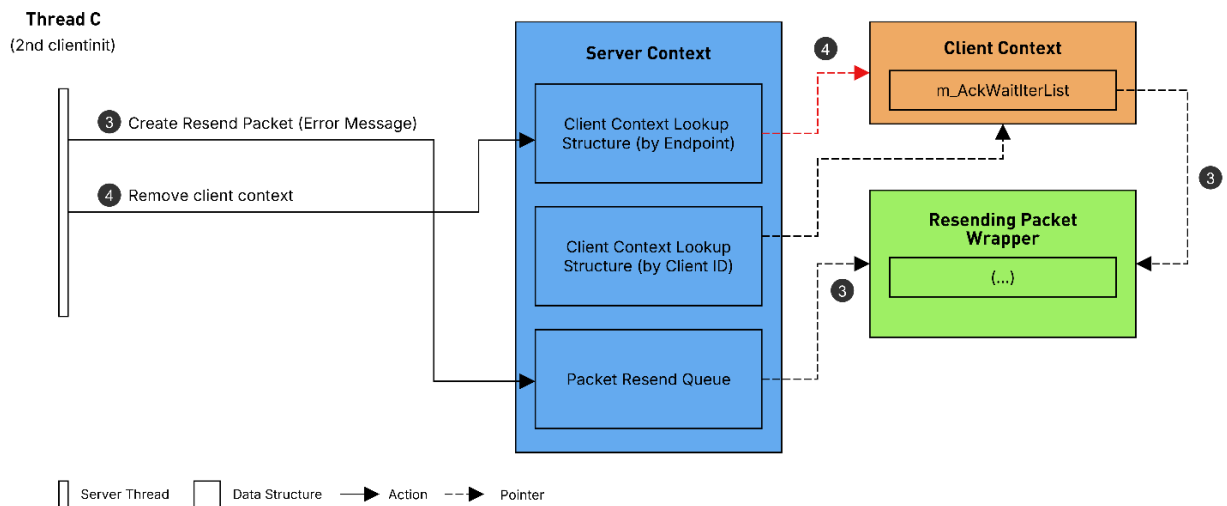 Thread C
(2nd clientinit)
3 Create Resend Packet (Error Message)
4 Remove client context
Server Context
Client Context Lookup
Structure (by Endpoint)
Client Context Lookup
Structure (by Client ID)
Packet Resend Queue
4
Client Context
m_AckWaitIterList
3
Resending Packet
Wrapper
(...)
3
Server Thread
Data Structure
Action
Pointer